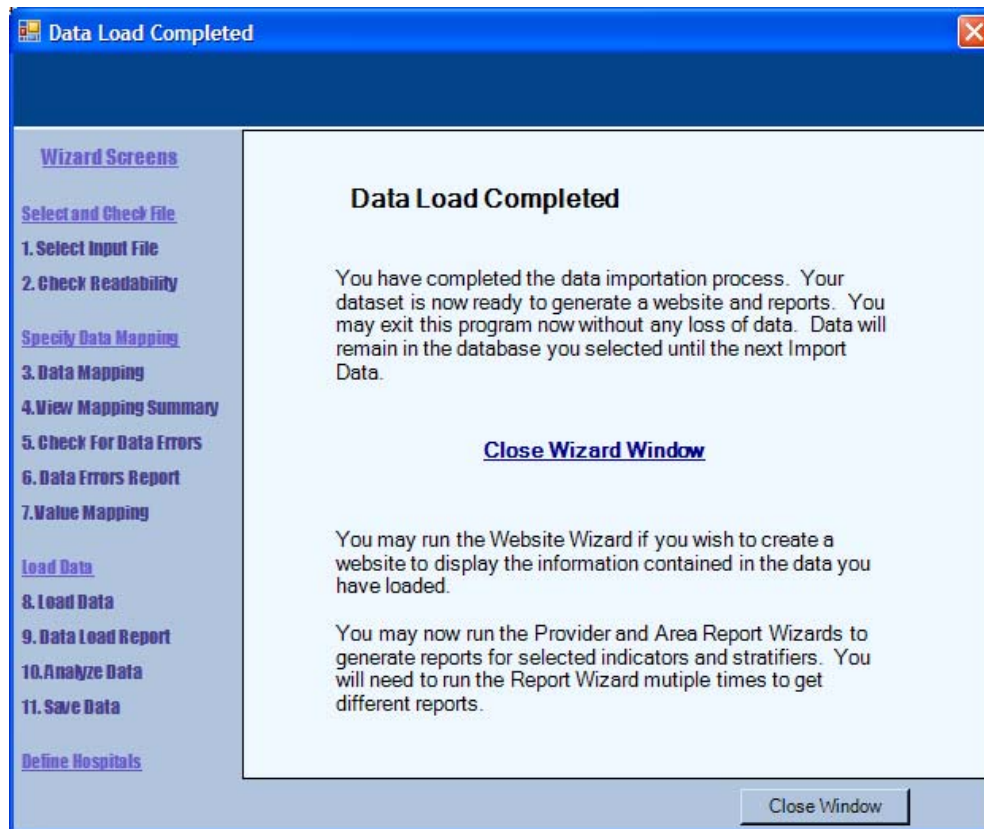 Data Load Completed
Wizard Screens
Select and Check File
1. Select Input File
2. Check Readability
Specify Data Mapping
3. Data Mapping
4.View Mapping Summary
5. Check For Data Errors
6. Data Errors Report
7.Value Mapping
Load Data
8. Load Data
9. Data Load Report
10.Analyze Data
11. Save Data
Define Hospitals
Data Load Completed
You have completed the data importation process.  Your
dataset is now ready to generate a website and reports.  You
may exit this program now without any loss of data.  Data will
remain in the database you selected until the next Import
Data.
Close Wizard Window
You may run the Website Wizard if you wish to create a
website to display the information contained in the data you
have loaded.
You may now run the Provider and Area Report Wizards to
generate reports for selected indicators and stratifiers.  You
will need to run the Report Wizard mutiple times to get
different reports.
Close Window